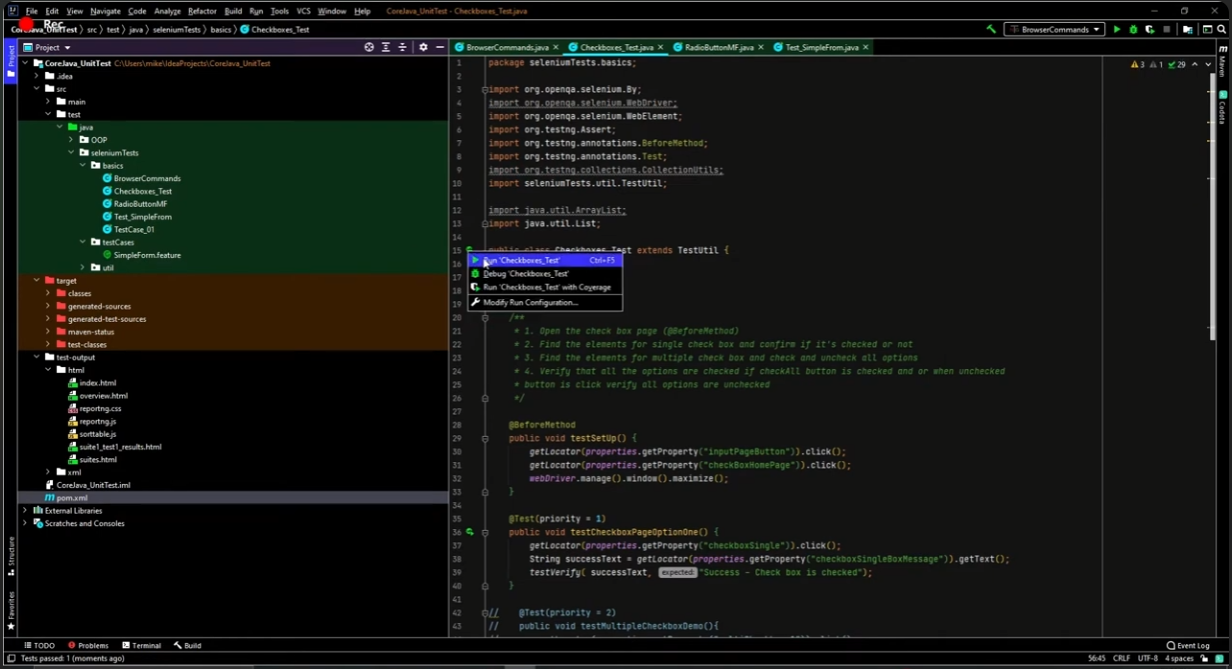 File Edit View Navigate Code Analyze Refactor Build Run Tools VCS Window Help CoreJava_UnitTest - Checkboxes_Test.java
Rec
CoreJava_UnitTest src test java seleniumTests basics Checkboxes_Test
BrowserCommands
Project
BrowserCommands.java Checkboxes_Test.java RadioButtonMF.java Test_SimpleFrom.java
CoreJava_UnitTest C:\Users\mike\IdeaProjects\CoreJava_UnitTest
.idea
src
main
test
java
OOP
seleniumTests
basics
BrowserCommands
Checkboxes_Test
RadioButtonMF
Test_SimpleFrom
TestCase_01
testCases
SimpleForm.feature
util
target
classes
generated-sources
generated-test-sources
maven-status
test-classes
test-output
html
index.html
overview.html
reportng.css
reportng.js
sorttable.js
suite1_test1_results.html
suites.html
xml
CoreJava_UnitTest.iml
pom.xml
External Libraries
Scratches and Consoles
Project
Structure
Favorites
3 1 29
1 package seleniumTests.basics;
2
3 import org.openqa.selenium.By;
4 import org.openqa.selenium.WebDriver;
5 import org.openqa.selenium.WebElement;
6 import org.testng.Assert;
7 import org.testng.annotations.BeforeMethod;
8 import org.testng.annotations.Test;
9 import org.testng.collections.CollectionUtils;
10 import seleniumTests.util.TestUtil;
11
12 import java.util.ArrayList;
13 import java.util.List;
14
15 public class Checkboxes_Test extends TestUtil {
Run 'Checkboxes_Test' Ctrl+F5
Debug 'Checkboxes_Test'
Run 'Checkboxes_Test' with Coverage
Modify Run Configuration...
20 /**
21 * 1. Open the check box page (@BeforeMethod)
22 * 2. Find the elements for single check box and confirm if it's checked or not
23 * 3. Find the elements for multiple check box and check and uncheck all options
24 * 4. Verify that all the options are checked if checkAll button is checked and or when unchecked
25 * button is click verify all options are unchecked
26 */
27
28 @BeforeMethod
29 public void testSetUp() {
30 getLocator(properties.getProperty("inputPageButton")).click();
31 getLocator(properties.getProperty("checkBoxHomePage")).click();
32 webDriver.manage().window().maximize();
33 }
34
35 @Test(priority = 1)
36 public void testCheckboxPageOptionOne() {
37 getLocator(properties.getProperty("checkboxSingle")).click();
38 String successText = getLocator(properties.getProperty("checkboxSingleBoxMessage")).getText();
39 testVerify( successText, expected: "Success - Check box is checked");
40 }
41
42 // @Test(priority = 2)
43 // public void testMultipleCheckboxDemo(){
Maven
Codota
TODO Problems Terminal Build Event Log
Tests passed: 1 (moments ago) 56:45 CRLF UTF-8 4 spaces